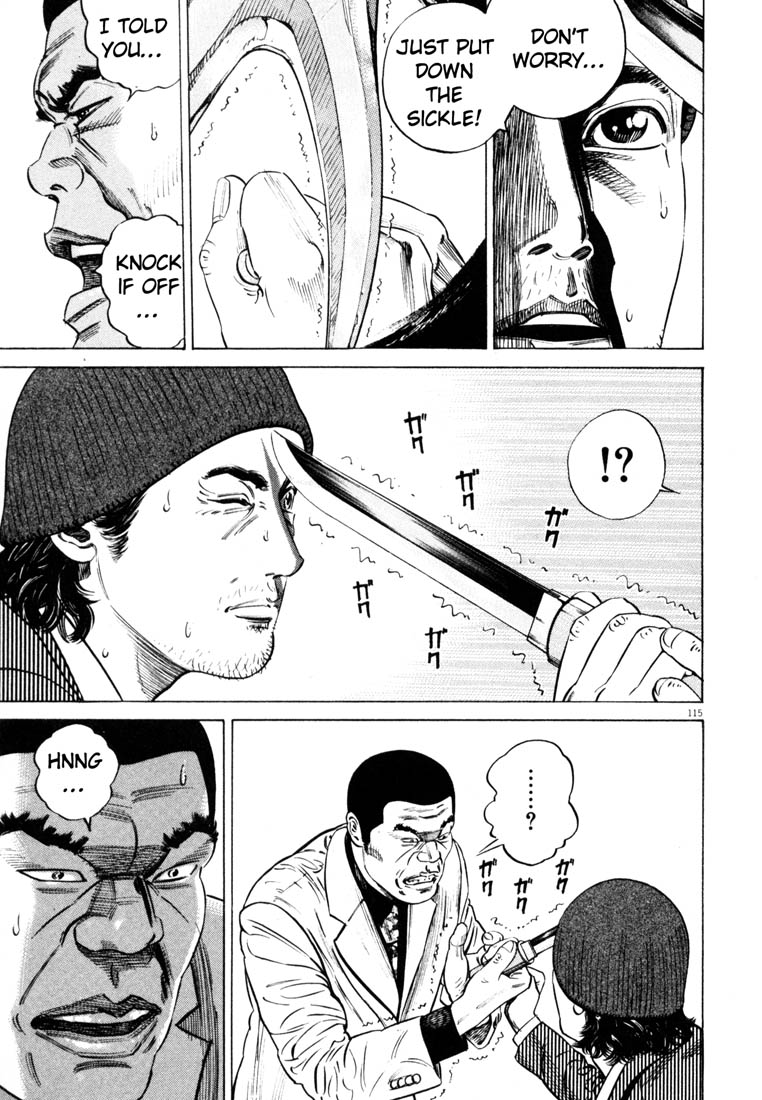 DON'T
WORRY...
JUST PUT
DOWN
THE
SICKLE!
I TOLD
YOU...
KNOCK
IF OFF
...
!?
ガク
ガク
ガク
ガク
ガク
115
......?
ガク
ガク
ガク
HNNG
...